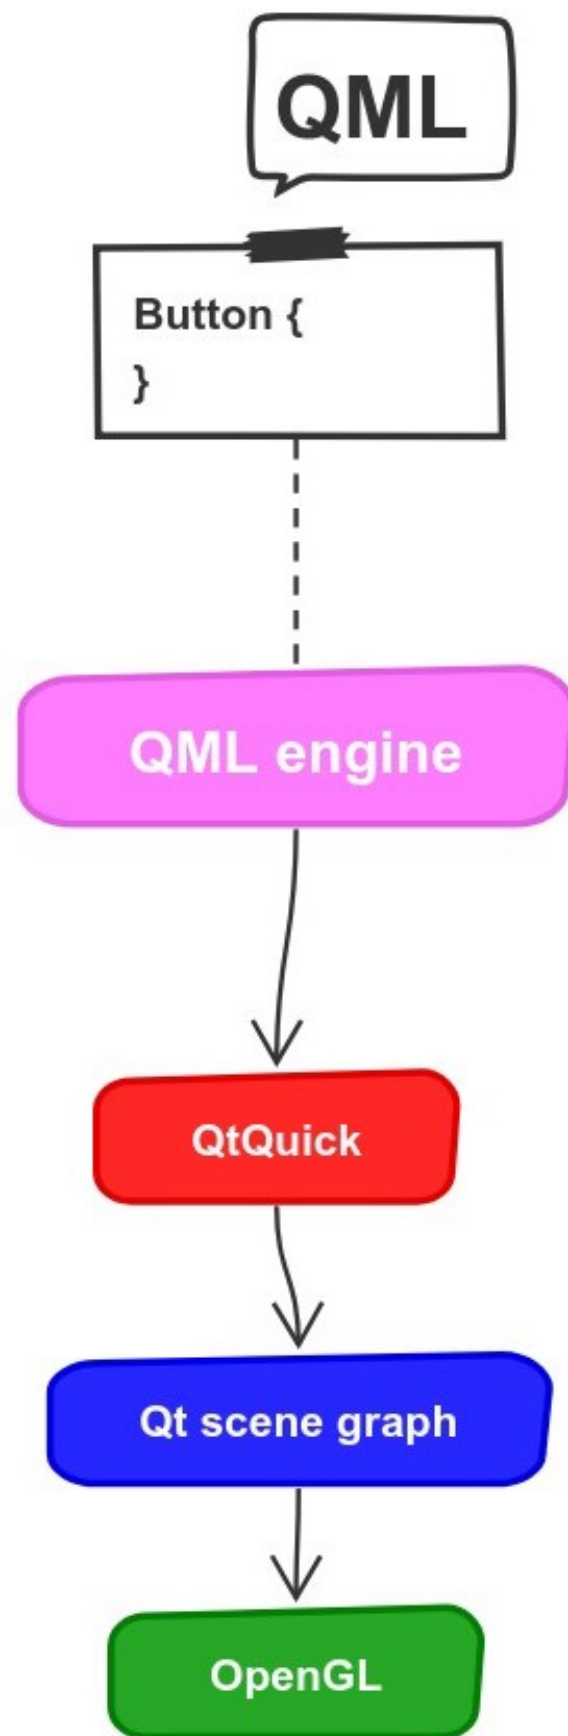 QML
Button {
}
QML engine
QtQuick
Qt scene graph
OpenGL